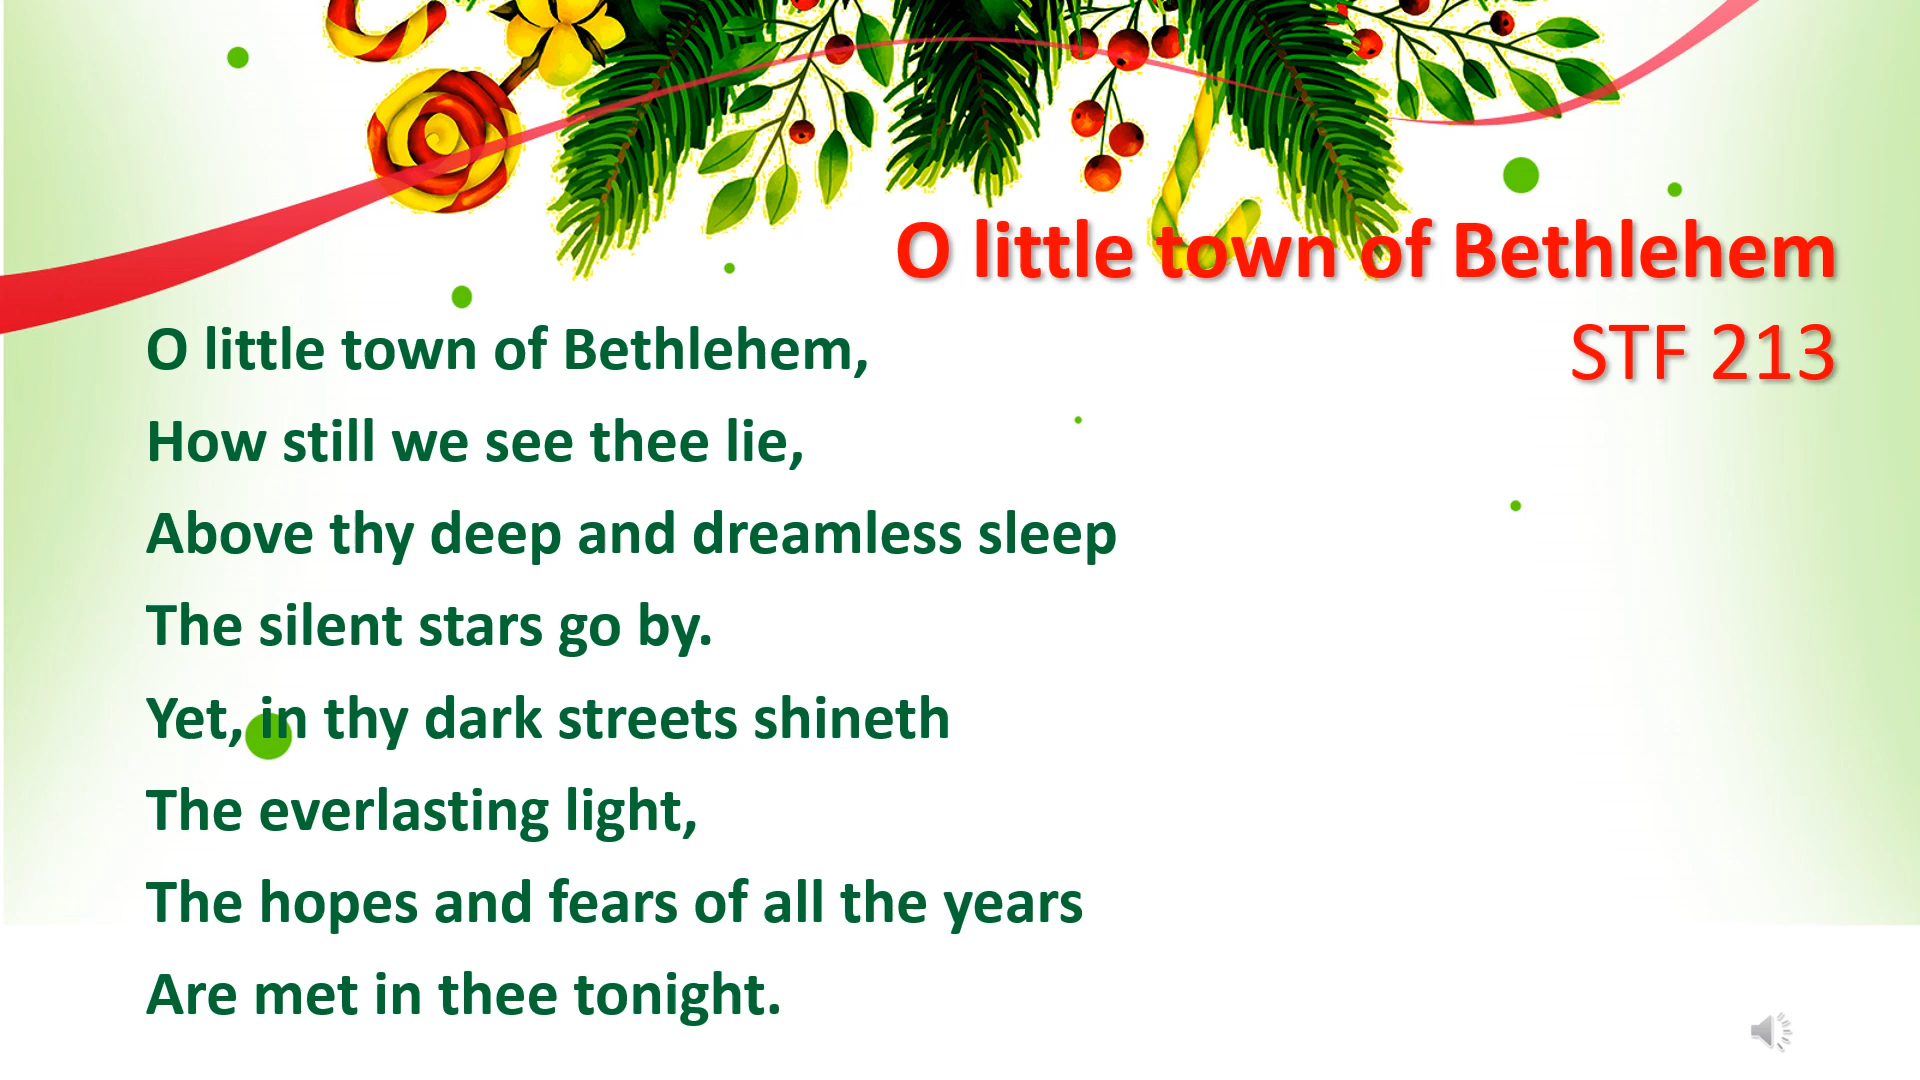 O little town of Bethlehem
STF 213
O little town of Bethlehem,
How still we see thee lie,
Above thy deep and dreamless sleep
The silent stars go by.
Yet, in thy dark streets shineth
The everlasting light,
The hopes and fears of all the years
Are met in thee tonight.